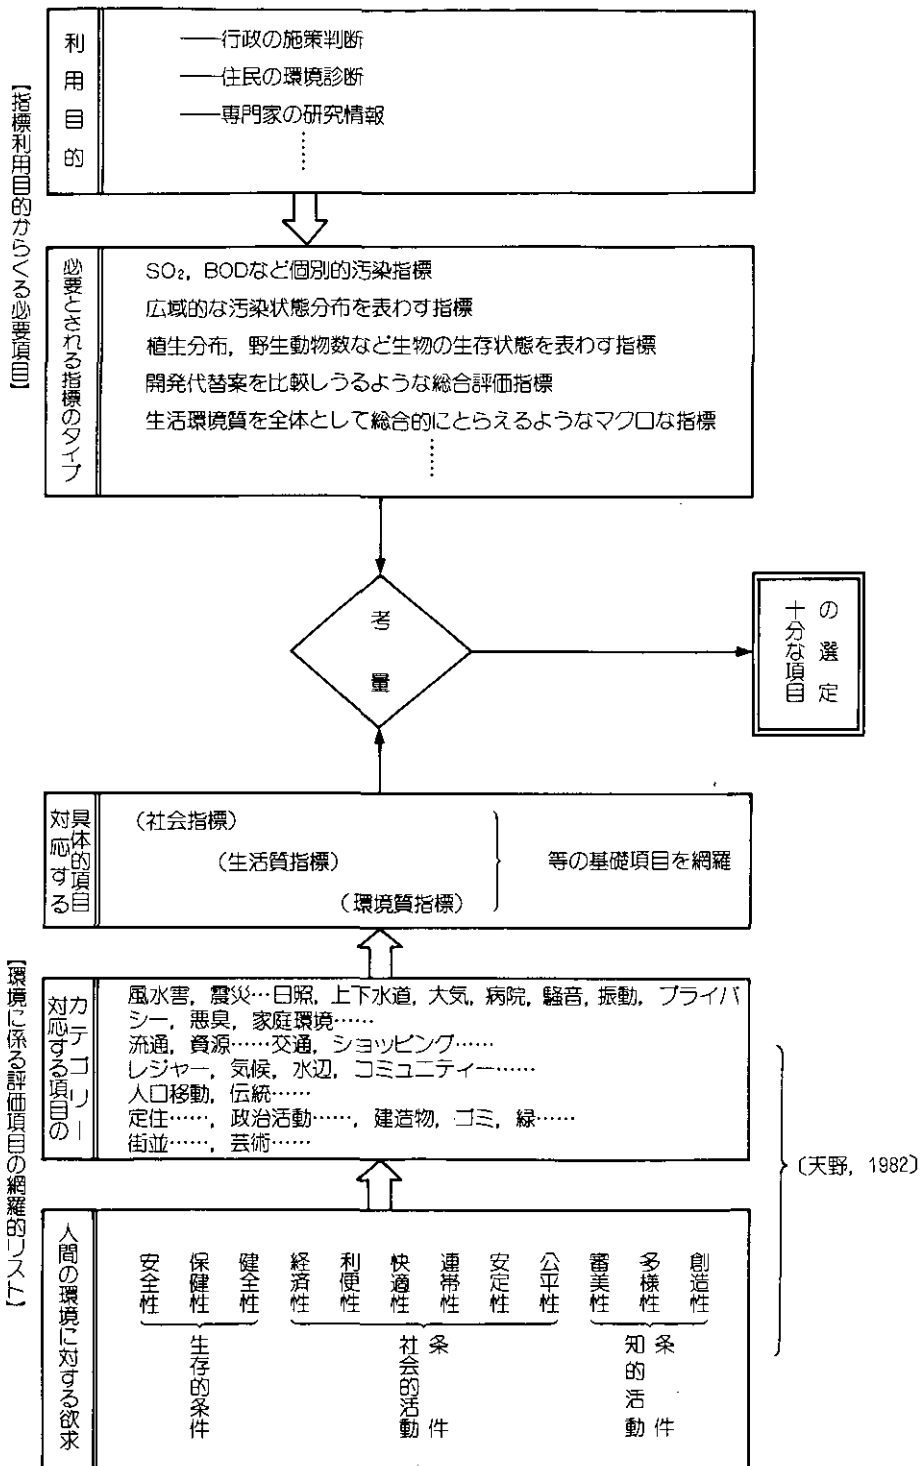 【指標利用目的からくる必要項目】
利用目的
──行政の施策判断
──住民の環境診断
──専門家の研究情報
……
必要とされる指標のタイプ
SO₂, BODなど個別的汚染指標
広域的な汚染状態分布を表わす指標
植生分布, 野生動物数など生物の生存状態を表わす指標
開発代替案を比較しうるような総合評価指標
生活環境質を全体として総合的にとらえるようなマクロな指標
……
考量
十分な項目
の選定
【環境に係る評価項目の網羅的リスト】
対応する
具体的項目
(社会指標)
(生活質指標)
(環境質指標)
等の基礎項目を網羅
対応する項目の
カテゴリー
風水害, 震災…日照, 上下水道, 大気, 病院, 騒音, 振動, プライバ
シー, 悪臭, 家庭環境……
流通, 資源……交通, ショッピング……
レジャー, 気候, 水辺, コミュニティー……
人口移動, 伝統……
定住……, 政治活動……, 建造物, ゴミ, 緑……
街並……, 芸術……
人間の環境に対する欲求
安全性
保健性
健全性
経済性
利便性
快適性
連帯性
安定性
公平性
審美性
多様性
創造性
生存的条件
社会的活動
条件
知的活動
条件
〔天野, 1982〕